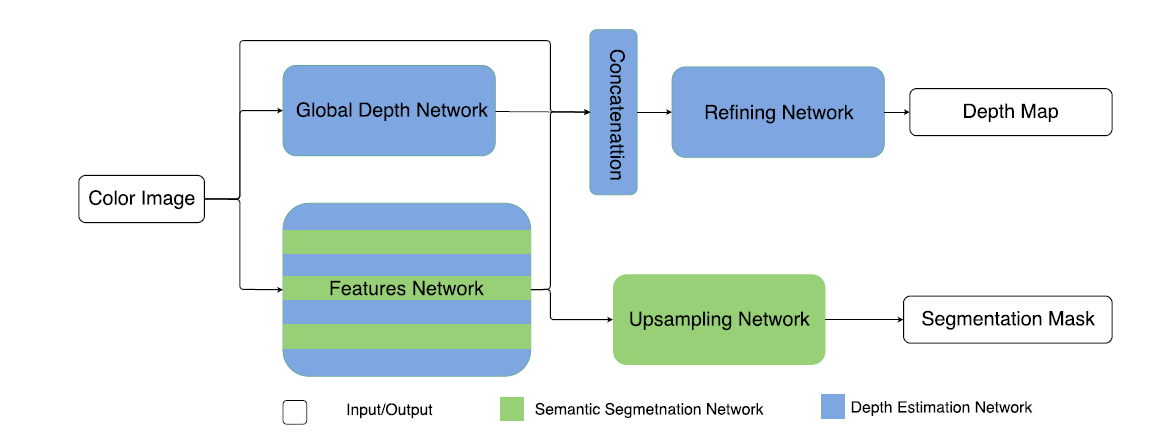 Concatenattion
Global Depth Network
Refining Network
Depth Map
Color Image
Features Network
Upsampling Network
Segmentation Mask
Input/Output
Semantic Segmetnation Network
Depth Estimation Network